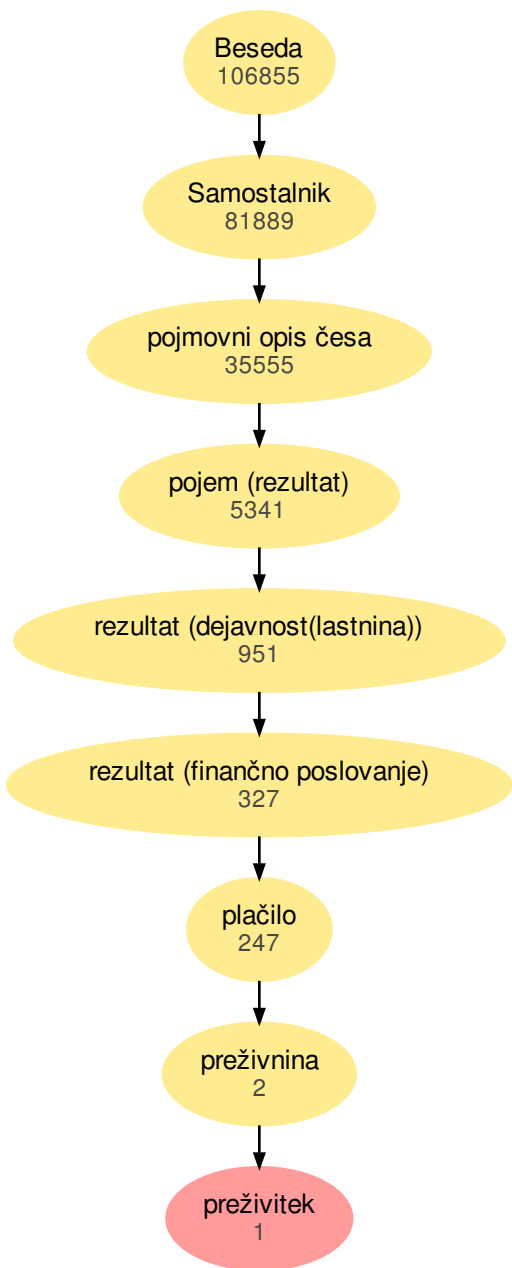 Beseda
106855
Samostalnik
81889
pojmovni opis česa
35555
pojem (rezultat)
5341
rezultat (dejavnost(lastnina))
951
rezultat (finančno poslovanje)
327
plačilo
247
preživnina
2
preživitek
1